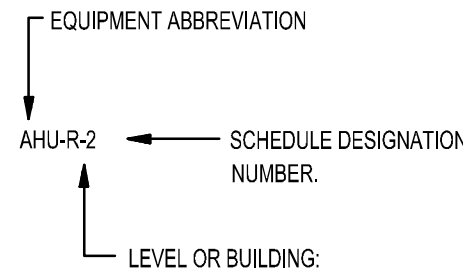 EQUIPMENT ABBREVIATION
AHU-R-2
SCHEDULE DESIGNATION
NUMBER.
LEVEL OR BUILDING: